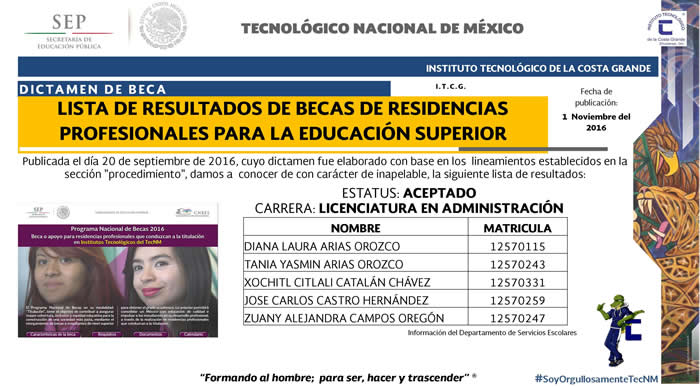 SEP
SECRETARÍA DE
EDUCACIÓN PÚBLICA
TECNOLÓGICO NACIONAL DE MÉXICO
INSTITUTO TECNOLÓGICO
de la Costa Grande
INSTITUTO TECNOLÓGICO DE LA COSTA GRANDE
DICTAMEN DE BECA
I.T.C.G.
LISTA DE RESULTADOS DE BECAS DE RESIDENCIAS
PROFESIONALES PARA LA EDUCACIÓN SUPERIOR
Fecha de
publicación:
1 Noviembre del
2016
Publicada el día 20 de septiembre de 2016, cuyo dictamen fue elaborado con base en los lineamientos establecidos en la
sección "procedimiento", damos a conocer de con carácter de inapelable, la siguiente lista de resultados:
ESTATUS: ACEPTADO
CARRERA: LICENCIATURA EN ADMINISTRACIÓN
NOMBRE MATRICULA
DIANA LAURA ARIAS OROZCO 12570115
TANIA YASMIN ARIAS OROZCO 12570243
XOCHITL CITLALI CATALÁN CHÁVEZ 12570331
JOSE CARLOS CASTRO HERNÁNDEZ 12570259
ZUANY ALEJANDRA CAMPOS OREGÓN 12570247
Información del Departamento de Servicios Escolares
SEP
Programa Nacional de Becas 2016
Beca o apoyo para residencias profesionales que conduzcan a la titulación
en Institutos Tecnológicos del TecNM
Características de la beca Requisitos Documentos Calendario
"Formando al hombre; para ser, hacer y trascender" ®
#SoyOrgullosamenteTecNM